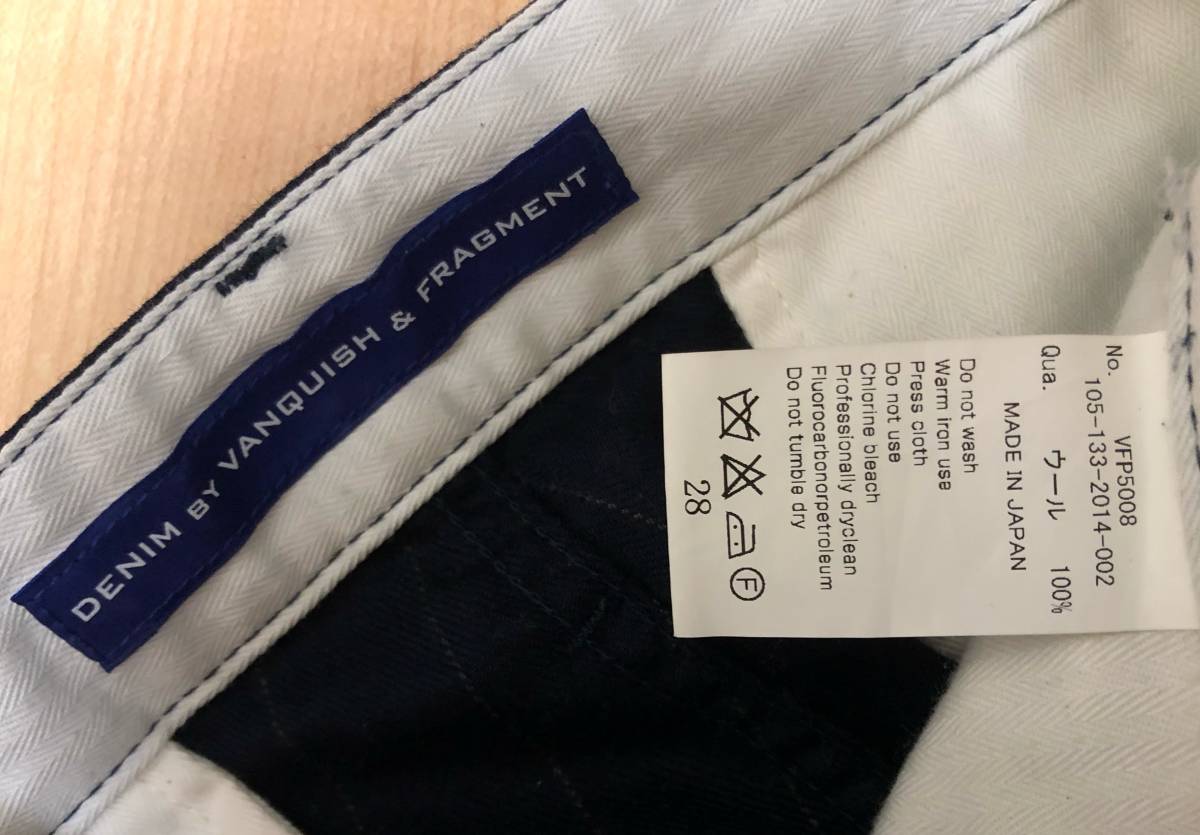 DENIM BY VANQUISH & FRAGMENT
VFP5008
No. 105-133-2014-002
Qua. ウール 100%
MADE IN JAPAN
Do not wash
Warm iron use
Press cloth
Do not use
Chlorine bleach
Professionally dryclean
Fluorocarbonorpetroleum
Do not tumble dry
F
28